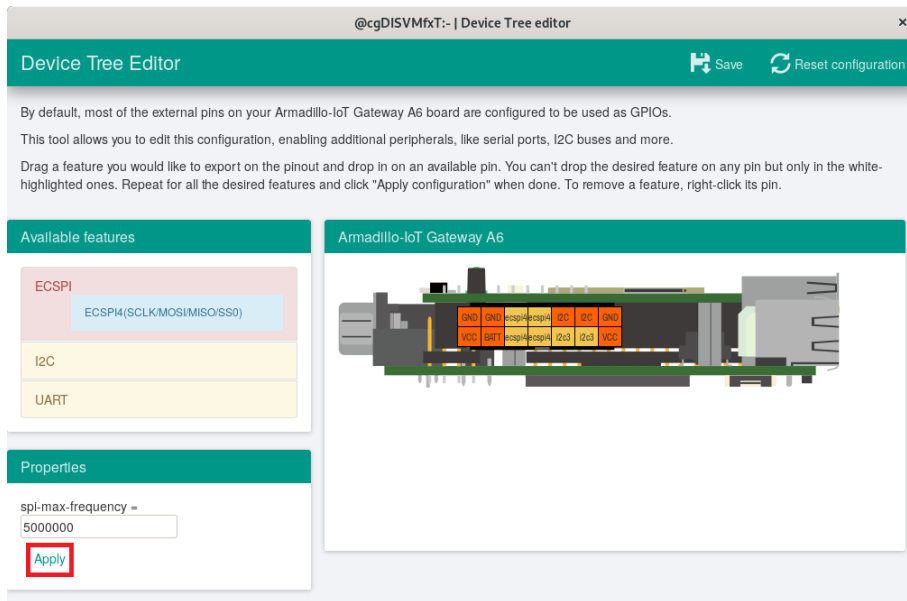 @cgDISVMfxT:- | Device Tree editor
×
Device Tree Editor
Save
Reset configuration
By default, most of the external pins on your Armadillo-IoT Gateway A6 board are configured to be used as GPIOs.
This tool allows you to edit this configuration, enabling additional peripherals, like serial ports, I2C buses and more.
Drag a feature you would like to export on the pinout and drop in on an available pin. You can't drop the desired feature on any pin but only in the white-
highlighted ones. Repeat for all the desired features and click "Apply configuration" when done. To remove a feature, right-click its pin.
Available features
Armadillo-IoT Gateway A6
ECSPI
ECSPI4(SCLK/MOSI/MISO/SS0)
I2C
UART
GND GND ecspi4 ecspi4 I2C I2C GND
VCC BATT ecspi4 ecspi4 i2c3 i2c3 VCC
Properties
spi-max-frequency =
5000000
Apply